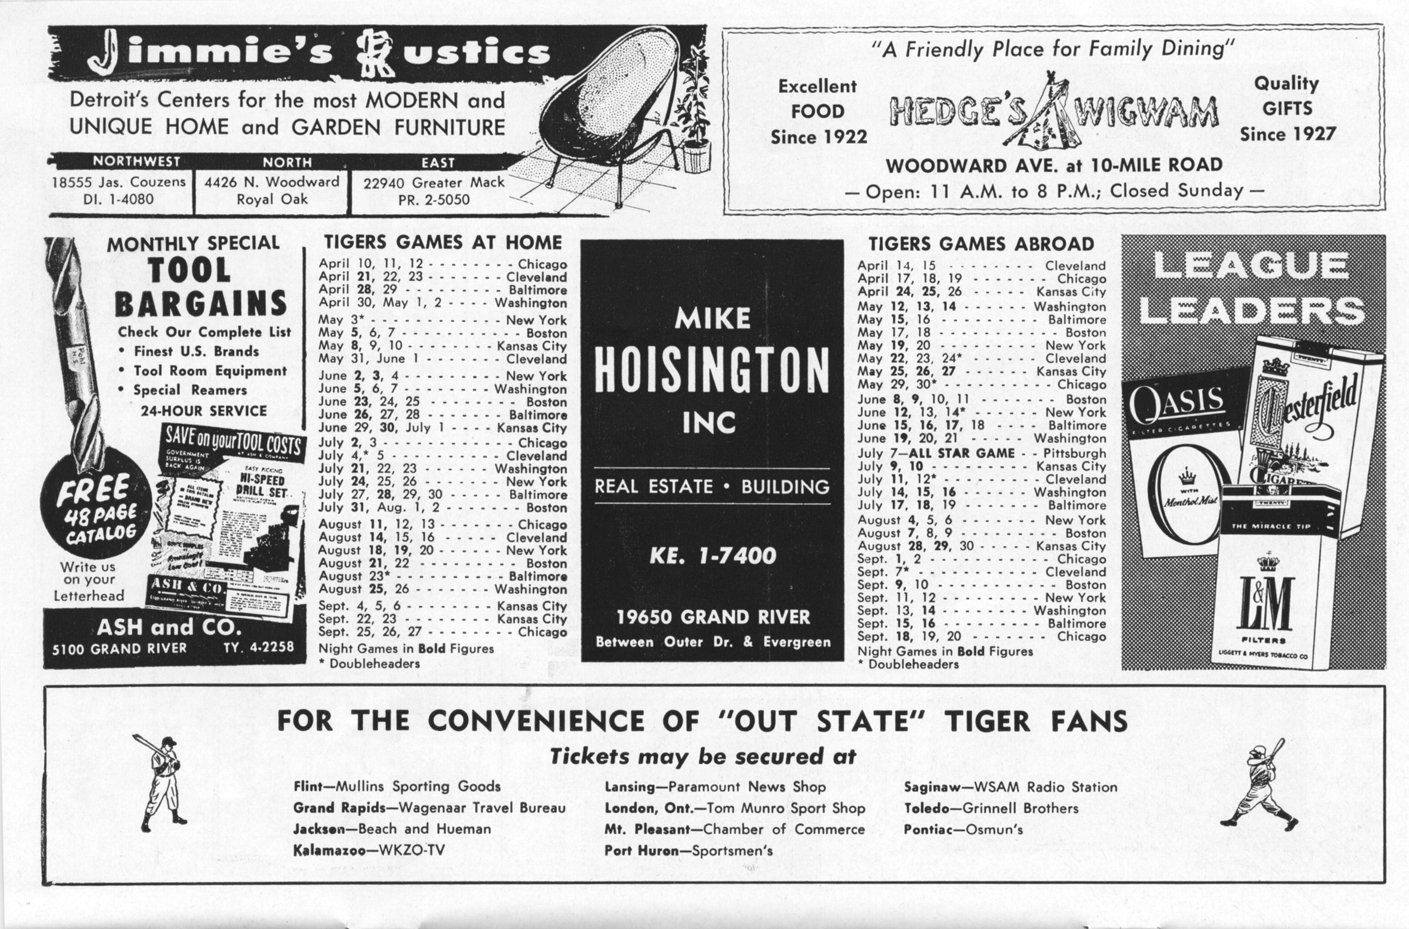 Jimmie's Rustics
Detroit's Centers for the most MODERN and
UNIQUE HOME and GARDEN FURNITURE
NORTHWEST
18555 Jas. Couzens
DI. 1-4080
NORTH
4426 N. Woodward
Royal Oak
EAST
22940 Greater Mack
PR. 2-5050
"A Friendly Place for Family Dining"
Excellent
FOOD
Since 1922
HEDGE'S WIGWAM
Quality
GIFTS
Since 1927
WOODWARD AVE. at 10-MILE ROAD
— Open: 11 A.M. to 8 P.M.; Closed Sunday —
MONTHLY SPECIAL
TOOL
BARGAINS
Check Our Complete List
• Finest U.S. Brands
• Tool Room Equipment
• Special Reamers
24-HOUR SERVICE
SAVE on your TOOL COSTS
AT ASH & COMPANY
GOVERNMENT
SURPLUS IS
BACK AGAIN
EASY PICKING
HI-SPEED
DRILL SET
ASH & CO.
FREE
48 PAGE
CATALOG
Write us
on your
Letterhead
ASH and CO.
5100 GRAND RIVER TY. 4-2258
TIGERS GAMES AT HOME
April 10, 11, 12 - - - - - - - - Chicago
April 21, 22, 23 - - - - - - - Cleveland
April 28, 29 - - - - - - - - Baltimore
April 30, May 1, 2 - - - - Washington
May 3* - - - - - - - - - - - - New York
May 5, 6, 7 - - - - - - - - - - - Boston
May 8, 9, 10 - - - - - - - - Kansas City
May 31, June 1 - - - - - - - Cleveland
June 2, 3, 4 - - - - - - - - New York
June 5, 6, 7 - - - - - - - Washington
June 23, 24, 25 - - - - - - - - Boston
June 26, 27, 28 - - - - - - Baltimore
June 29, 30, July 1 - - - - Kansas City
July 2, 3 - - - - - - - - - - - Chicago
July 4,* 5 - - - - - - - - - Cleveland
July 21, 22, 23 - - - - - - Washington
July 24, 25, 26 - - - - - - - New York
July 27, 28, 29, 30 - - - - - Baltimore
July 31, Aug. 1, 2 - - - - - - - Boston
August 11, 12, 13 - - - - - - Chicago
August 14, 15, 16 - - - - - Cleveland
August 18, 19, 20 - - - - - New York
August 21, 22 - - - - - - - - - Boston
August 23* - - - - - - - - - Baltimore
August 25, 26 - - - - - - Washington
Sept. 4, 5, 6 - - - - - - - Kansas City
Sept. 22, 23 - - - - - - - Kansas City
Sept. 25, 26, 27 - - - - - - - Chicago
Night Games in Bold Figures
* Doubleheaders
MIKE
HOISINGTON
INC
REAL ESTATE • BUILDING
KE. 1-7400
19650 GRAND RIVER
Between Outer Dr. & Evergreen
TIGERS GAMES ABROAD
April 14, 15 - - - - - - - - Cleveland
April 17, 18, 19 - - - - - - - Chicago
April 24, 25, 26 - - - - - Kansas City
May 12, 13, 14 - - - - - - Washington
May 15, 16 - - - - - - - - Baltimore
May 17, 18 - - - - - - - - - - Boston
May 19, 20 - - - - - - - - New York
May 22, 23, 24* - - - - - - Cleveland
May 25, 26, 27 - - - - - - Kansas City
May 29, 30* - - - - - - - - - Chicago
June 8, 9, 10, 11 - - - - - - - Boston
June 12, 13, 14* - - - - - - New York
June 15, 16, 17, 18 - - - - Baltimore
June 19, 20, 21 - - - - - Washington
July 7—ALL STAR GAME - - Pittsburgh
July 9, 10 - - - - - - - - Kansas City
July 11, 12* - - - - - - - - Cleveland
July 14, 15, 16 - - - - - Washington
July 17, 18, 19 - - - - - - Baltimore
August 4, 5, 6 - - - - - - New York
August 7, 8, 9 - - - - - - - - Boston
August 28, 29, 30 - - - - Kansas City
Sept. 1, 2 - - - - - - - - - - Chicago
Sept. 7* - - - - - - - - - - Cleveland
Sept. 9, 10 - - - - - - - - - - Boston
Sept. 11, 12 - - - - - - - - New York
Sept. 13, 14 - - - - - - - Washington
Sept. 15, 16 - - - - - - - - Baltimore
Sept. 18, 19, 20 - - - - - - - Chicago
Night Games in Bold Figures
* Doubleheaders
LEAGUE
LEADERS
OASIS
FILTER CIGARETTES
WITH
Menthol Mist
TWENTY
Chesterfield
CIGARETTES
THE MIRACLE TIP
L&M
FILTERS
LIGGETT & MYERS TOBACCO CO
FOR THE CONVENIENCE OF "OUT STATE" TIGER FANS
Tickets may be secured at
Flint—Mullins Sporting Goods
Grand Rapids—Wagenaar Travel Bureau
Jackson—Beach and Hueman
Kalamazoo—WKZO-TV
Lansing—Paramount News Shop
London, Ont.—Tom Munro Sport Shop
Mt. Pleasant—Chamber of Commerce
Port Huron—Sportsmen's
Saginaw—WSAM Radio Station
Toledo—Grinnell Brothers
Pontiac—Osmun's